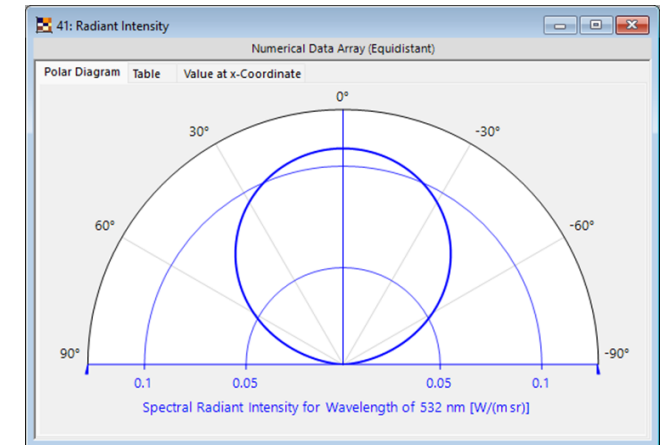 41: Radiant Intensity
Numerical Data Array (Equidistant)
Polar Diagram Table Value at x-Coordinate
0°
30° -30°
60° -60°
90° -90°
0.1 0.05 0.05 0.1
Spectral Radiant Intensity for Wavelength of 532 nm [W/(m sr)]